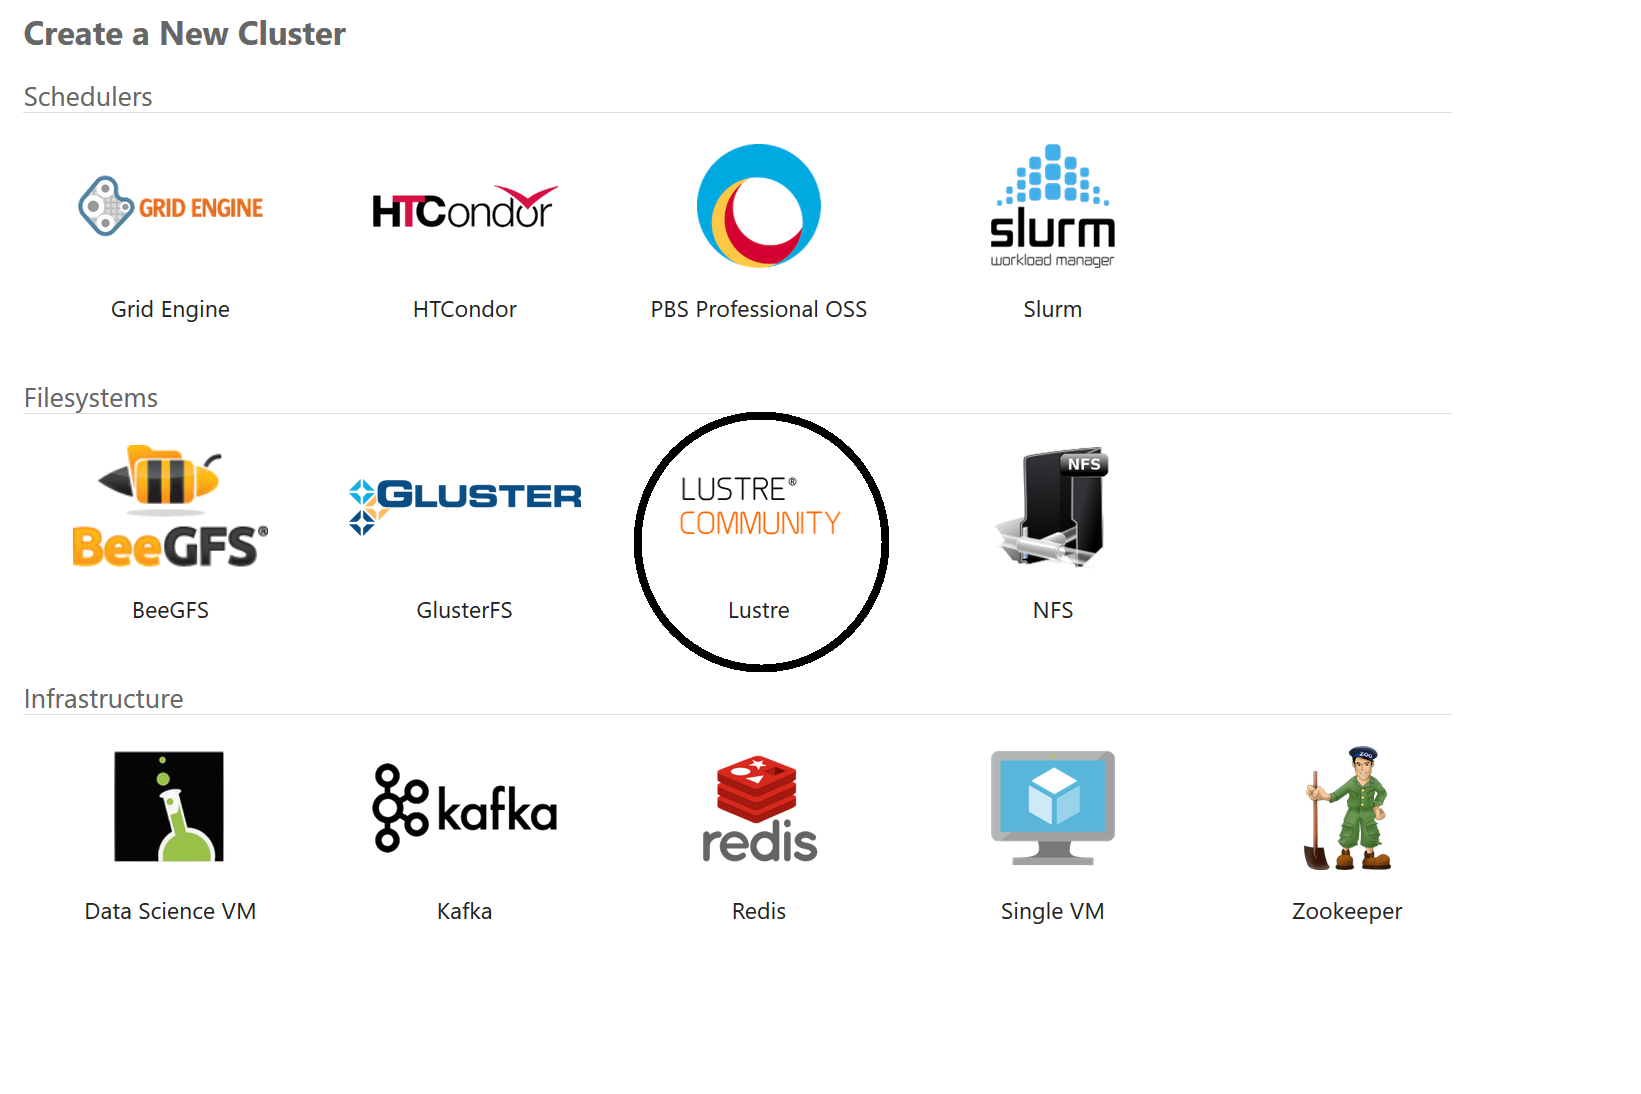 Create a New Cluster
Schedulers
GRID ENGINE
HTCondor
slurm
workload manager
Grid Engine
HTCondor
PBS Professional OSS
Slurm
Filesystems
BeeGFS®
GLUSTER
LUSTRE®
COMMUNITY
NFS
BeeGFS
GlusterFS
Lustre
NFS
Infrastructure
kafka
redis
ZOO
Data Science VM
Kafka
Redis
Single VM
Zookeeper